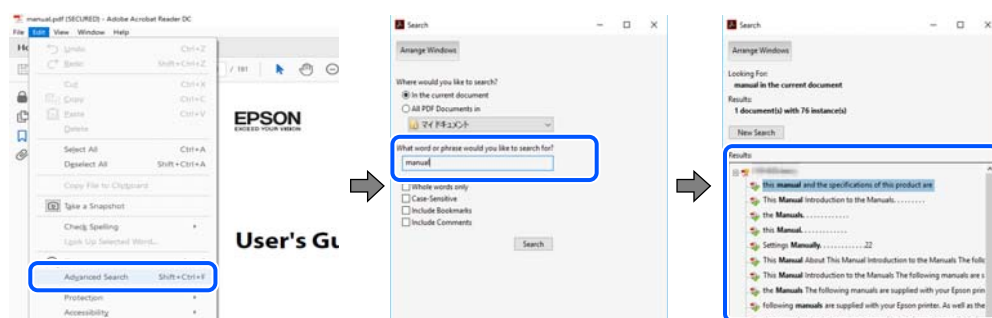 manual.pdf (SECURED) - Adobe Acrobat Reader DC
File Edit View Window Help
Undo Ctrl+Z
Redo Shift+Ctrl+Z
Cut Ctrl+X
Copy Ctrl+C
Paste Ctrl+V
Delete
Select All Ctrl+A
Deselect All Shift+Ctrl+A
Copy File to Clipboard
Take a Snapshot
Check Spelling
Look Up Selected Word...
Advanced Search Shift+Ctrl+F
Protection
Accessibility
/ 181
EPSON
EXCEED YOUR VISION
User's Gu
Search
Arrange Windows
Where would you like to search?
In the current document
All PDF Documents in
マイドキュメント
What word or phrase would you like to search for?
manual
Whole words only
Case-Sensitive
Include Bookmarks
Include Comments
Search
Search
Arrange Windows
Looking For:
manual in the current document
Results:
1 document(s) with 76 instance(s)
New Search
Results:
this manual and the specifications of this product are
This Manual Introduction to the Manuals. . . . . . . .
the Manuals. . . . . . . . . . . .
this Manual. . . . . . . . . . . .
Settings Manually. . . . . . . . . . . . 22
This Manual About This Manual Introduction to the Manuals The follo
This Manual Introduction to the Manuals The following manuals are s
the Manuals The following manuals are supplied with your Epson prin
following manuals are supplied with your Epson printer. As well as the